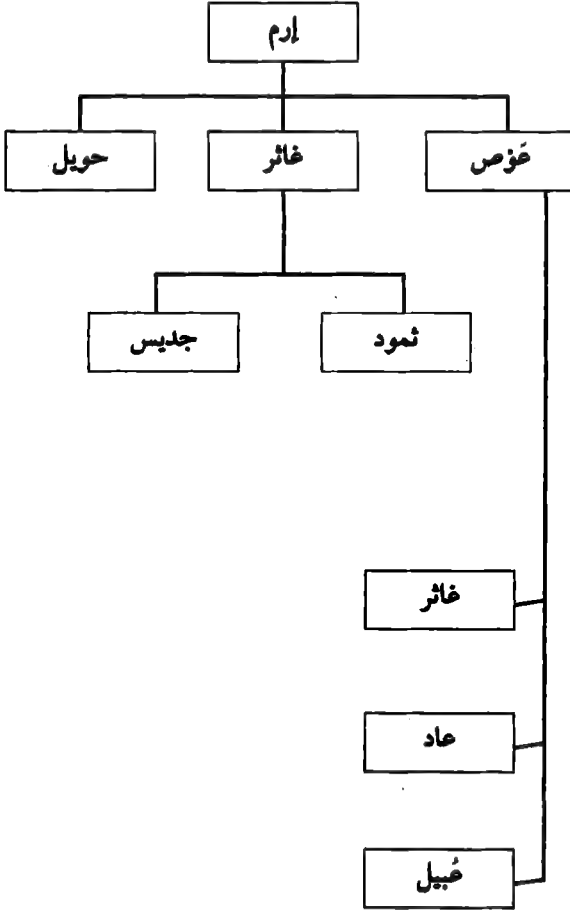 إرم
عَوْص
غاثر
حويل
ثمود
جديس
غاثر
عاد
عُبيل